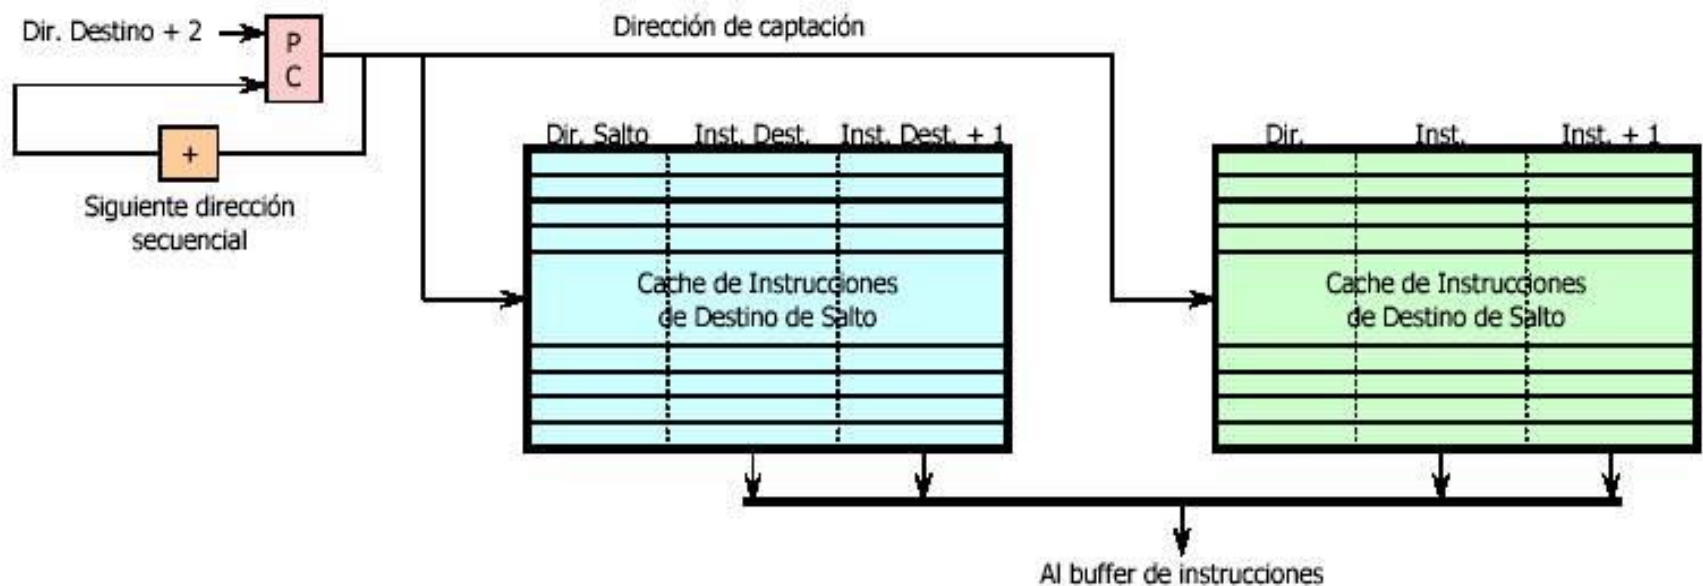 Dir. Destino + 2
P
C
Dirección de captación
+
Siguiente dirección
secuencial
Dir. Salto Inst. Dest. Inst. Dest. + 1
Cache de Instrucciones
de Destino de Salto
Dir. Inst. Inst. + 1
Cache de Instrucciones
de Destino de Salto
Al buffer de instrucciones